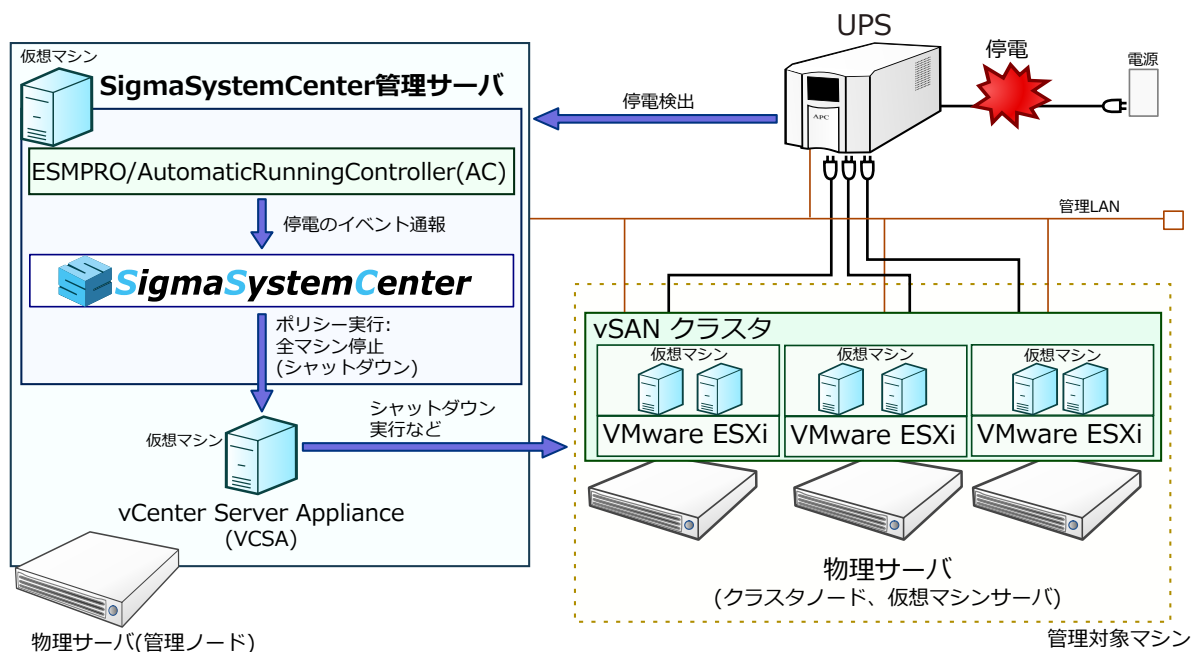 UPS
停電
電源
APC
仮想マシン
SigmaSystemCenter管理サーバ
停電検出
ESMPRO/AutomaticRunningController(AC)
停電のイベント通報
管理LAN
SigmaSystemCenter
ポリシー実行:
全マシン停止
(シャットダウン)
vSAN クラスタ
仮想マシン
仮想マシン
仮想マシン
VMware ESXi
VMware ESXi
VMware ESXi
シャットダウン
実行など
仮想マシン
vCenter Server Appliance
(VCSA)
物理サーバ
(クラスタノード、仮想マシンサーバ)
物理サーバ(管理ノード)
管理対象マシン